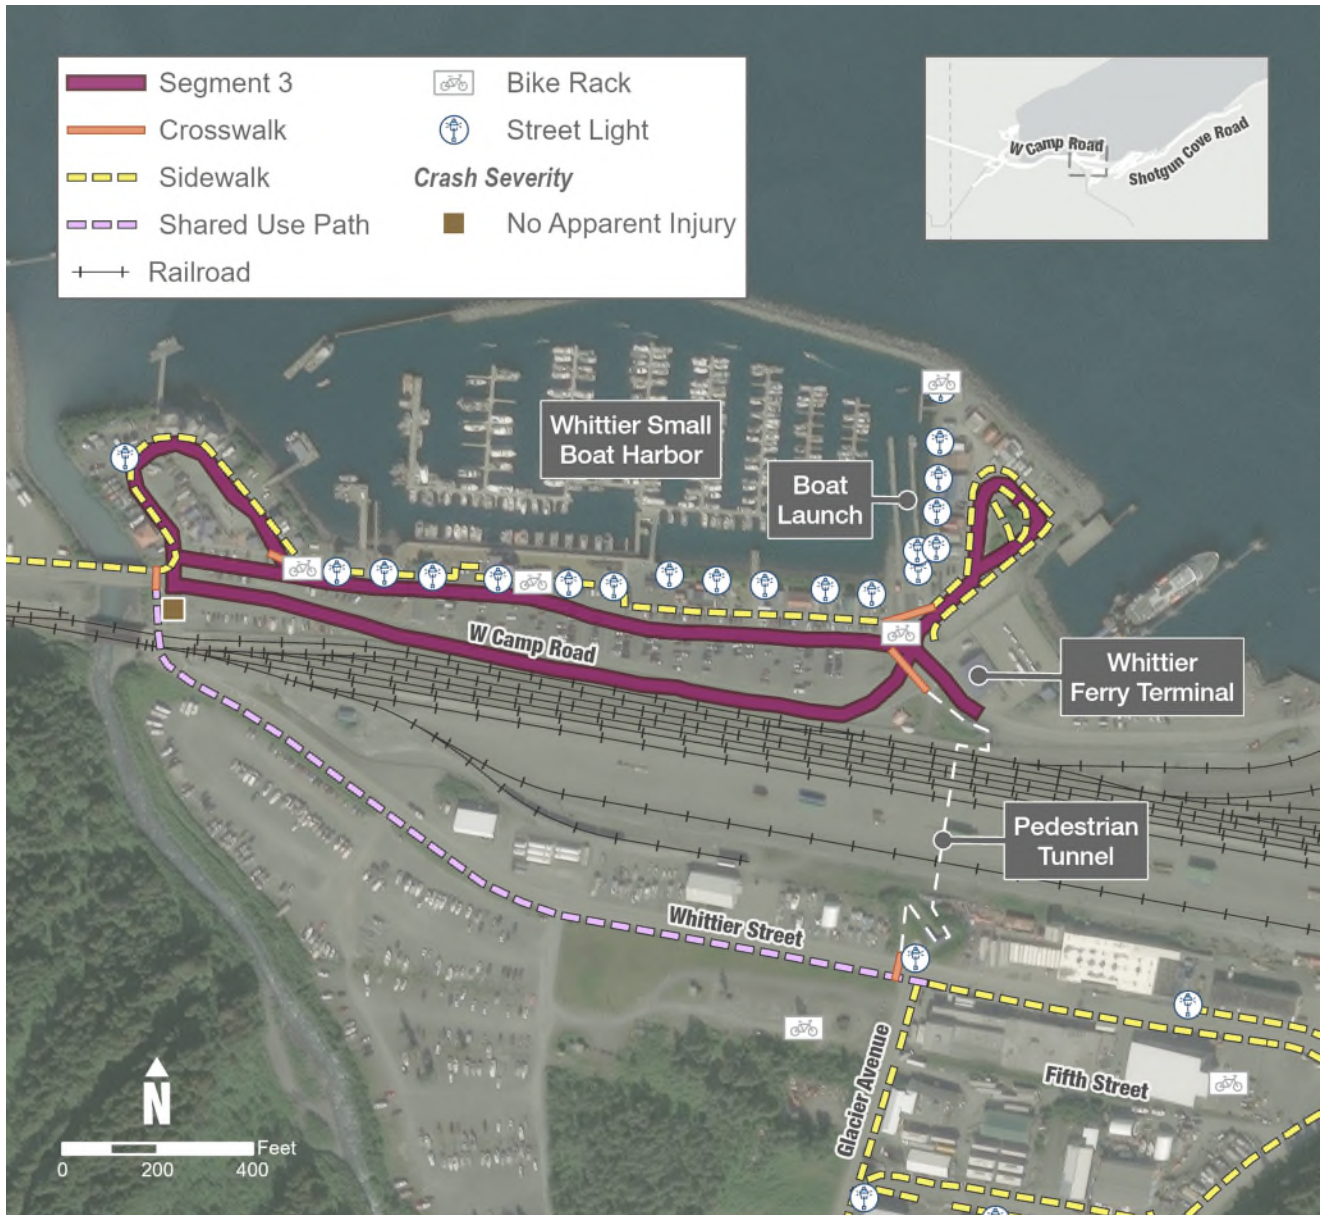 Segment 3
Crosswalk
Sidewalk
Shared Use Path
Railroad
Bike Rack
Street Light
Crash Severity
No Apparent Injury
W Camp Road
Shotgun Cove Road
Whittier Small
Boat Harbor
Boat
Launch
W Camp Road
Whittier
Ferry Terminal
Pedestrian
Tunnel
Whittier Street
Glacier Avenue
Fifth Street
N
Feet
0 200 400